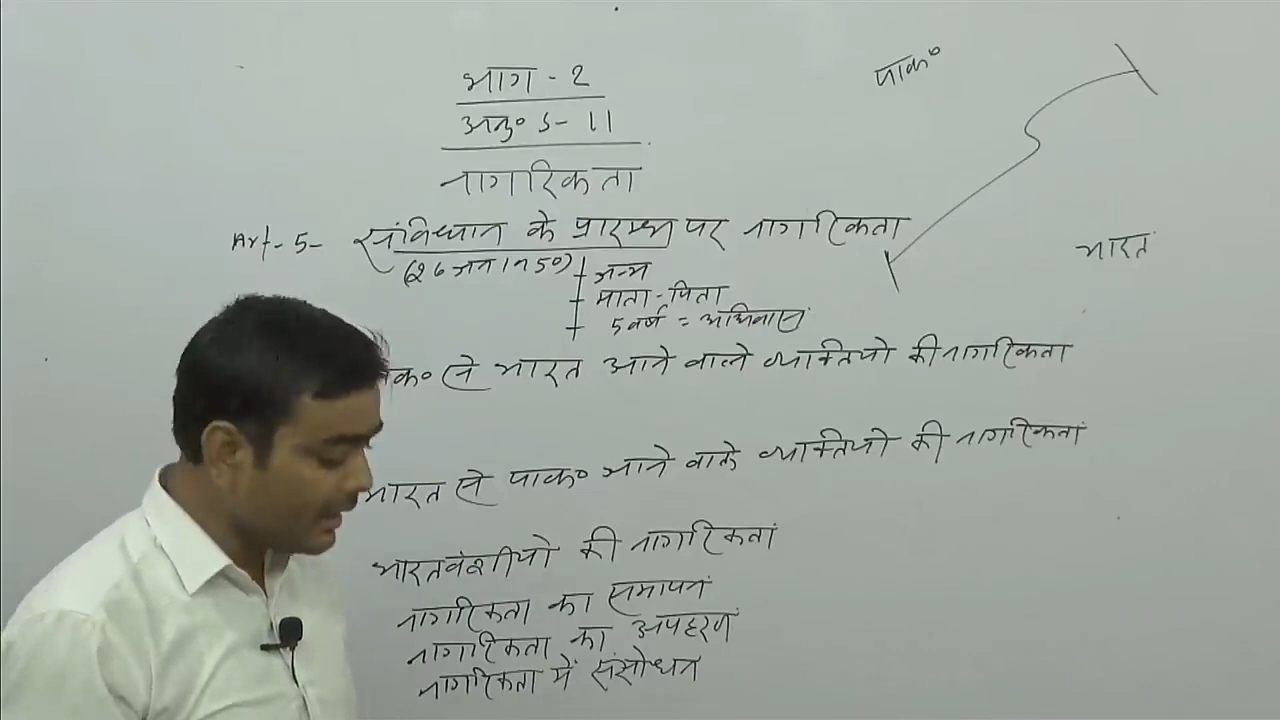 भाग - 2
अनु० 5 - 11
नागरिकता
पाक०
भारत
Art - 5 - संविधान के प्रारम्भ पर नागरिकता
(26 जन 1950)
जन्म
माता - पिता
5 वर्ष = अधिवास
पाक० से भारत आने वाले व्यक्तियो की नागरिकता
भारत से पाक० जाने वाले व्यक्तियो की नागरिकता
भारतवंशीयो की नागरिकता
नागरिकता का समापन
नागरिकता का अपहरण
नागरिकता में संसोधन